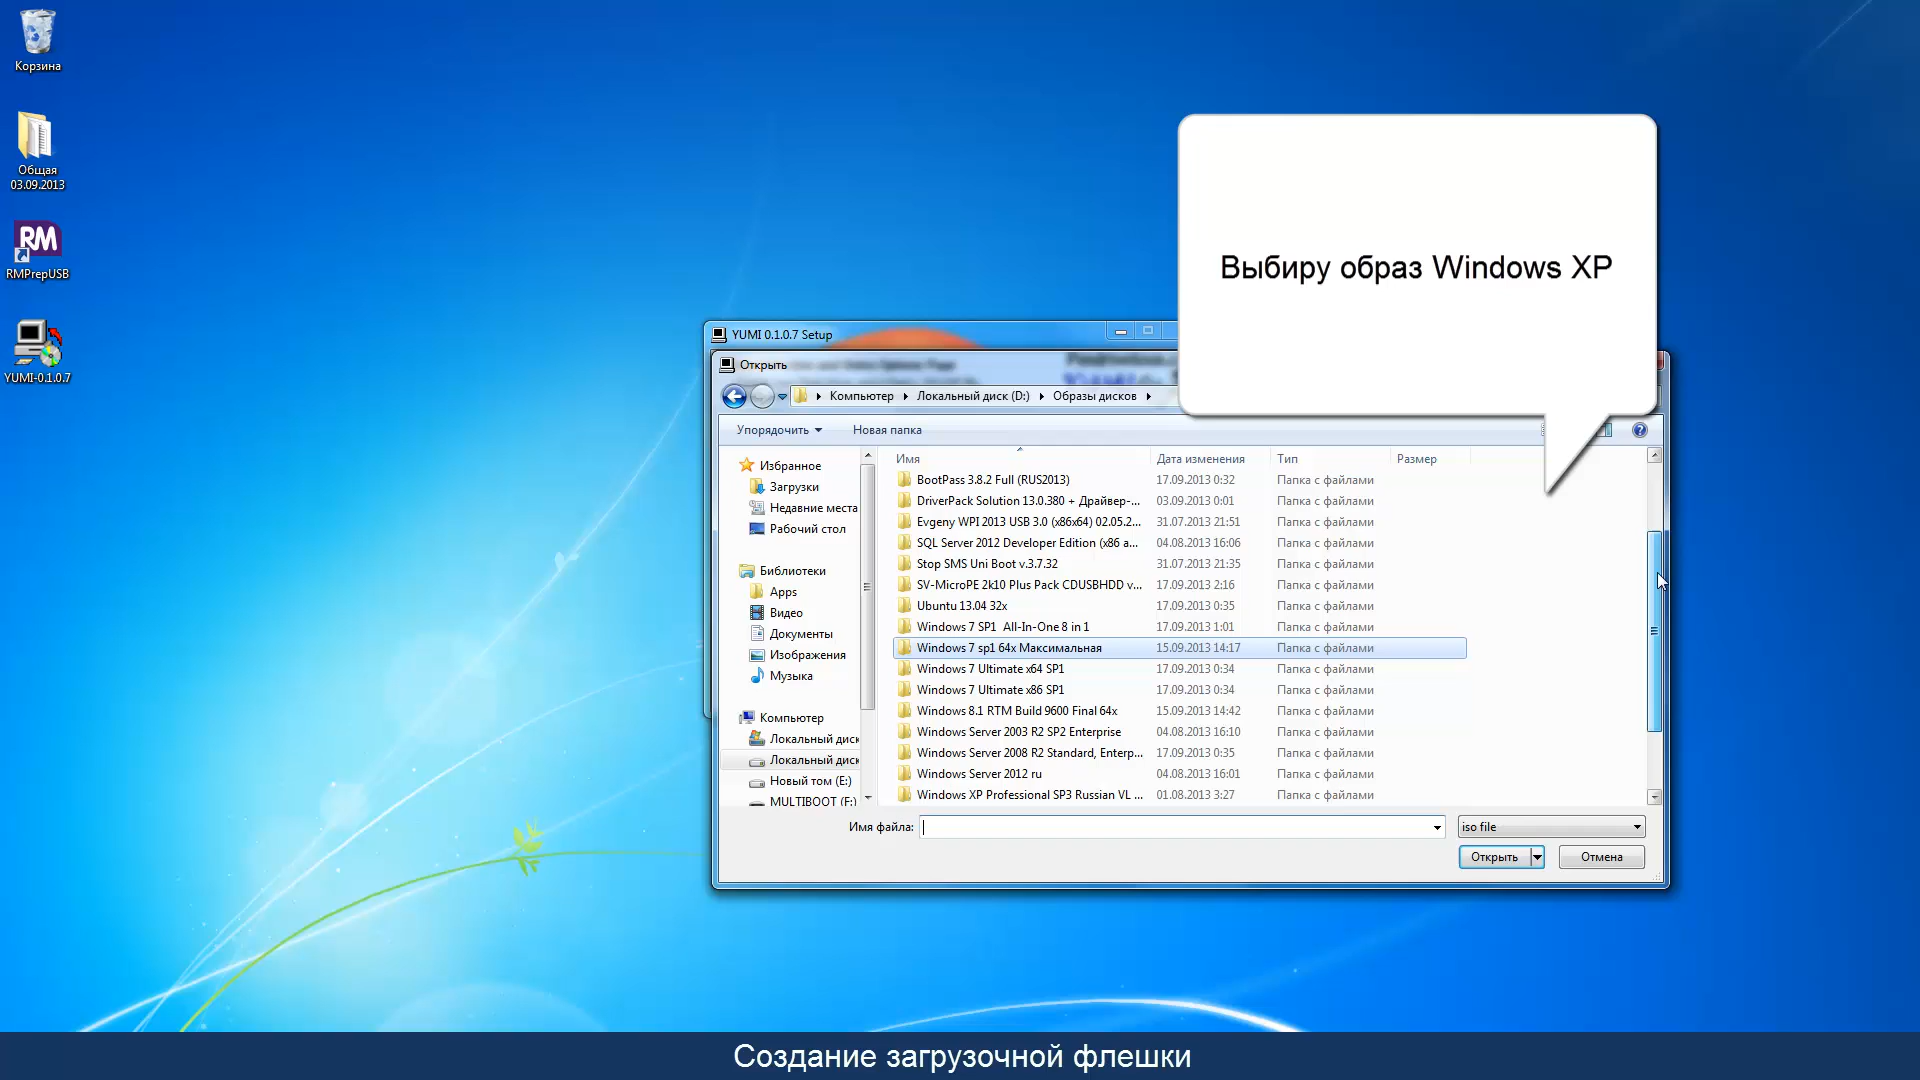 Корзина
Общая
03.09.2013
RMPrepUSB
YUMI-0.1.0.7
Выбиру образ Windows XP
YUMI 0.1.0.7 Setup
Открыть
Компьютер Локальный диск (D:) Образы дисков
Упорядочить Новая папка
Избранное
Загрузки
Недавние места
Рабочий стол
Библиотеки
Apps
Видео
Документы
Изображения
Музыка
Компьютер
Локальный диск
Локальный диск
Новый том (E:)
MULTIBOOT (F:)
Имя Дата изменения Тип Размер
BootPass 3.8.2 Full (RUS2013) 17.09.2013 0:32 Папка с файлами
DriverPack Solution 13.0.380 + Драйвер-... 03.09.2013 0:01 Папка с файлами
Evgeny WPI 2013 USB 3.0 (x86x64) 02.05.2... 31.07.2013 21:51 Папка с файлами
SQL Server 2012 Developer Edition (x86 a... 04.08.2013 16:06 Папка с файлами
Stop SMS Uni Boot v.3.7.32 31.07.2013 21:35 Папка с файлами
SV-MicroPE 2k10 Plus Pack CDUSBHDD v... 17.09.2013 2:16 Папка с файлами
Ubuntu 13.04 32x 17.09.2013 0:35 Папка с файлами
Windows 7 SP1 All-In-One 8 in 1 17.09.2013 1:01 Папка с файлами
Windows 7 sp1 64x Максимальная 15.09.2013 14:17 Папка с файлами
Windows 7 Ultimate x64 SP1 17.09.2013 0:34 Папка с файлами
Windows 7 Ultimate x86 SP1 17.09.2013 0:34 Папка с файлами
Windows 8.1 RTM Build 9600 Final 64x 15.09.2013 14:42 Папка с файлами
Windows Server 2003 R2 SP2 Enterprise 04.08.2013 16:10 Папка с файлами
Windows Server 2008 R2 Standard, Enterp... 17.09.2013 0:35 Папка с файлами
Windows Server 2012 ru 04.08.2013 16:01 Папка с файлами
Windows XP Professional SP3 Russian VL ... 01.08.2013 3:27 Папка с файлами
Имя файла: iso file
Открыть Отмена
Создание загрузочной флешки